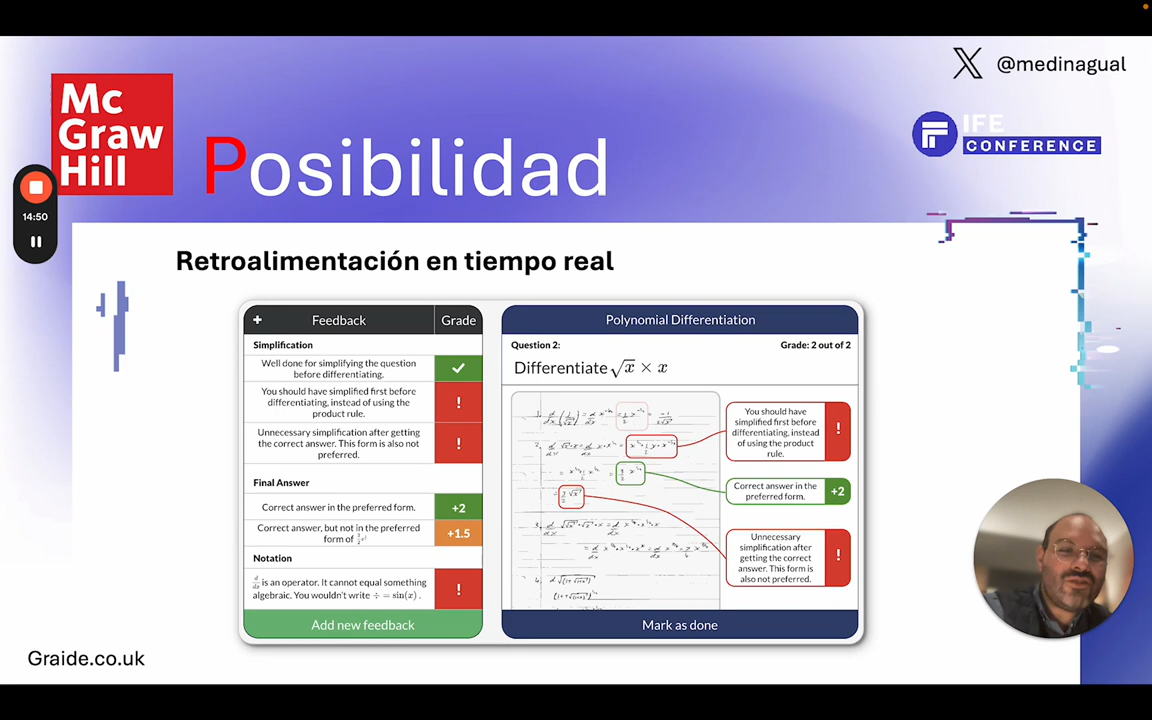 @medinagual
Mc
Graw
Hill
IFE
CONFERENCE
Posibilidad
14:50
Retroalimentación en tiempo real
+ Feedback Grade
Simplification
Well done for simplifying the question
before differentiating.
You should have simplified first before !
differentiating, instead of using the
product rule.
Unnecessary simplification after getting !
the correct answer. This form is also not
preferred.
Final Answer
Correct answer in the preferred form. +2
Correct answer, but not in the preferred +1.5
form of
Notation
d/dx is an operator. It cannot equal something !
algebraic. You wouldn't write ÷ = sin(x) .
Add new feedback
Polynomial Differentiation
Question 2: Grade: 2 out of 2
Differentiate √x × x
You should have
simplified first before
differentiating, instead !
of using the product
rule.
Correct answer in the +2
preferred form.
Unnecessary
simplification after
getting the correct !
answer. This form is
also not preferred.
Mark as done
Graide.co.uk